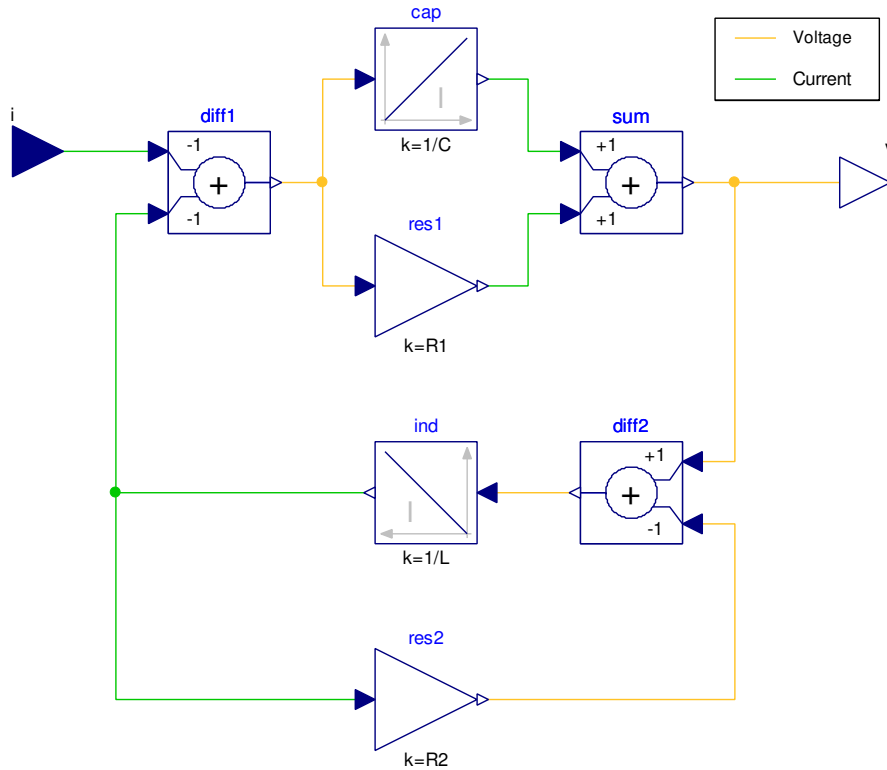 cap
Voltage
Current
i
diff1
-1
+
-1
I
k=1/C
sum
+1
+
+1
res1
k=R1
ind
I
k=1/L
diff2
+1
+
-1
res2
k=R2